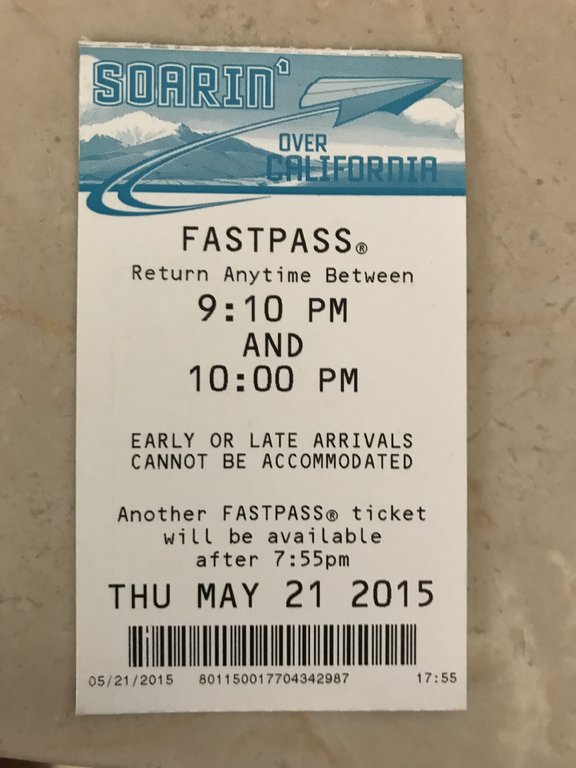 SOARIN'
OVER
CALIFORNIA
FASTPASS®
Return Anytime Between
9:10 PM
AND
10:00 PM
EARLY OR LATE ARRIVALS
CANNOT BE ACCOMMODATED
Another FASTPASS® ticket
will be available
after 7:55pm
THU MAY 21 2015
05/21/2015 801150017704342987 17:55